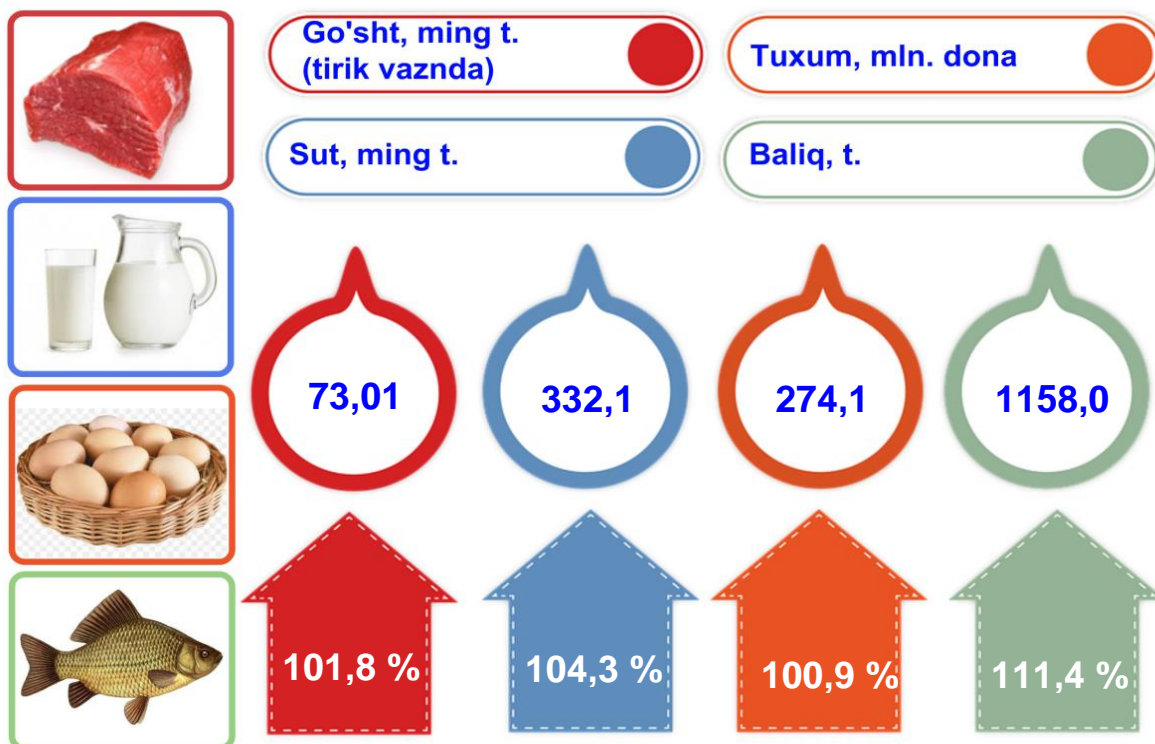 Go'sht, ming t.
(tirik vaznda)
Tuxum, mln. dona
Sut, ming t.
Baliq, t.
73,01
332,1
274,1
1158,0
101,8 %
104,3 %
100,9 %
111,4 %